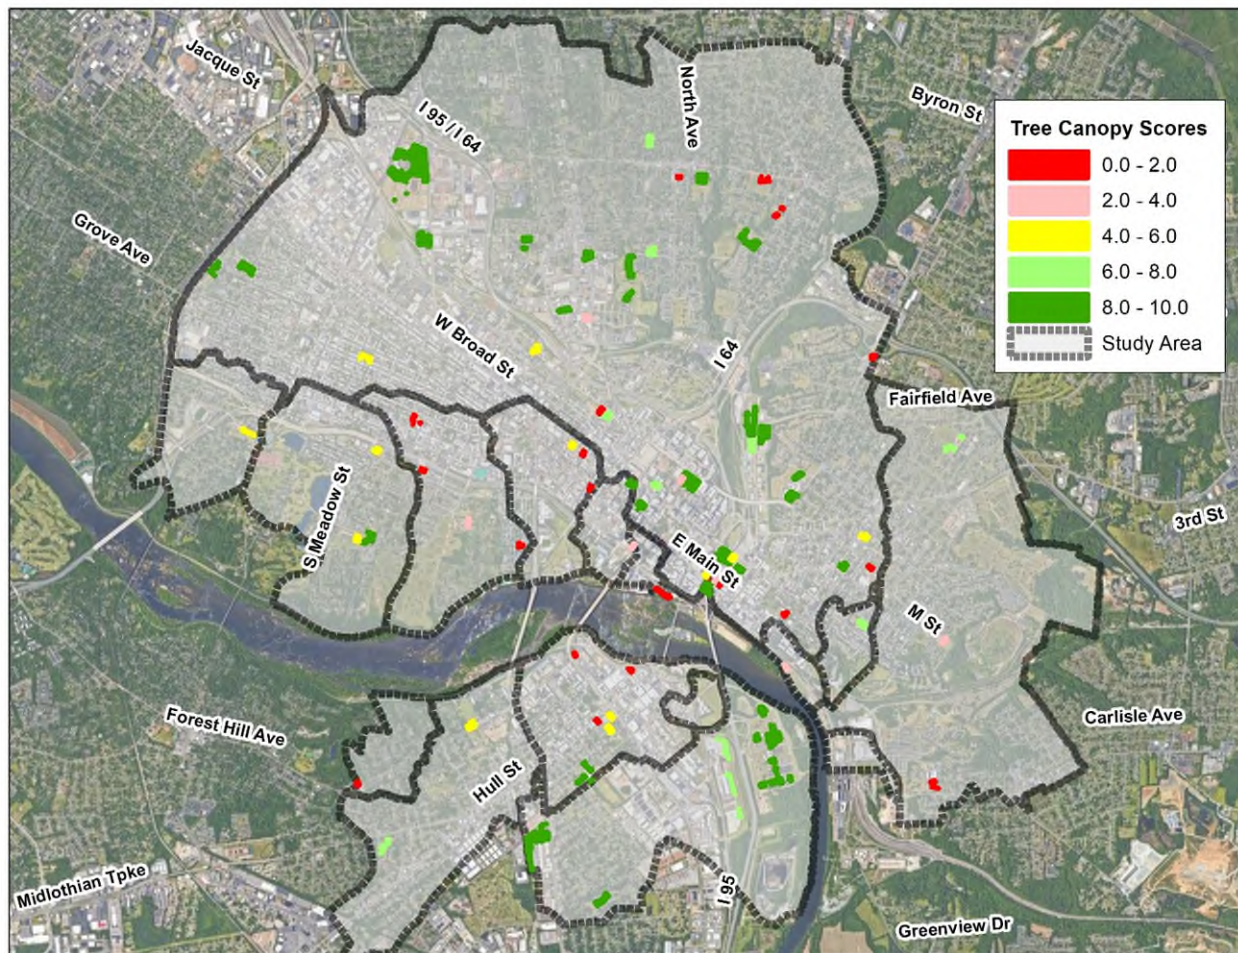 Jacque St
North Ave
Byron St
I 95 / I 64
Tree Canopy Scores
0.0 - 2.0
2.0 - 4.0
4.0 - 6.0
6.0 - 8.0
8.0 - 10.0
Study Area
Grove Ave
W Broad St
I 64
Fairfield Ave
S Meadow St
3rd St
E Main St
M St
Forest Hill Ave
Carlisle Ave
Hull St
Midlothian Tpke
I 95
Greenview Dr